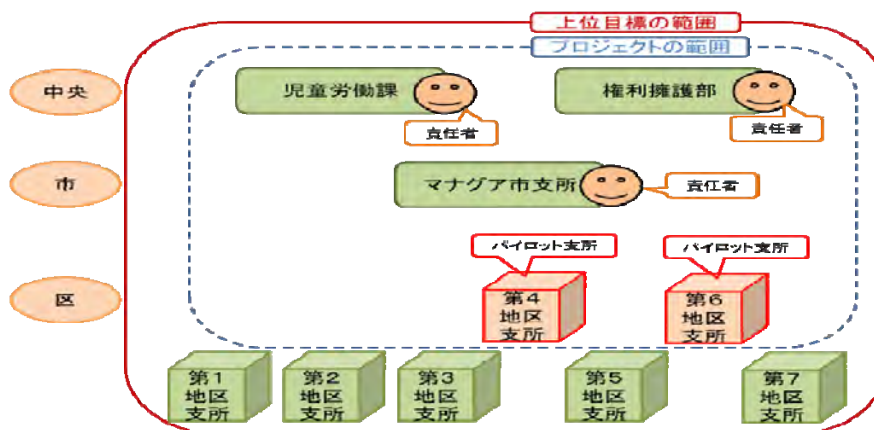 上位目標の範囲
プロジェクトの範囲
中央
児童労働課
権利擁護部
責任者
責任者
市
マナグア市支所
責任者
パイロット支所
パイロット支所
区
第4
地区
支所
第6
地区
支所
第1
地区
支所
第2
地区
支所
第3
地区
支所
第5
地区
支所
第7
地区
支所